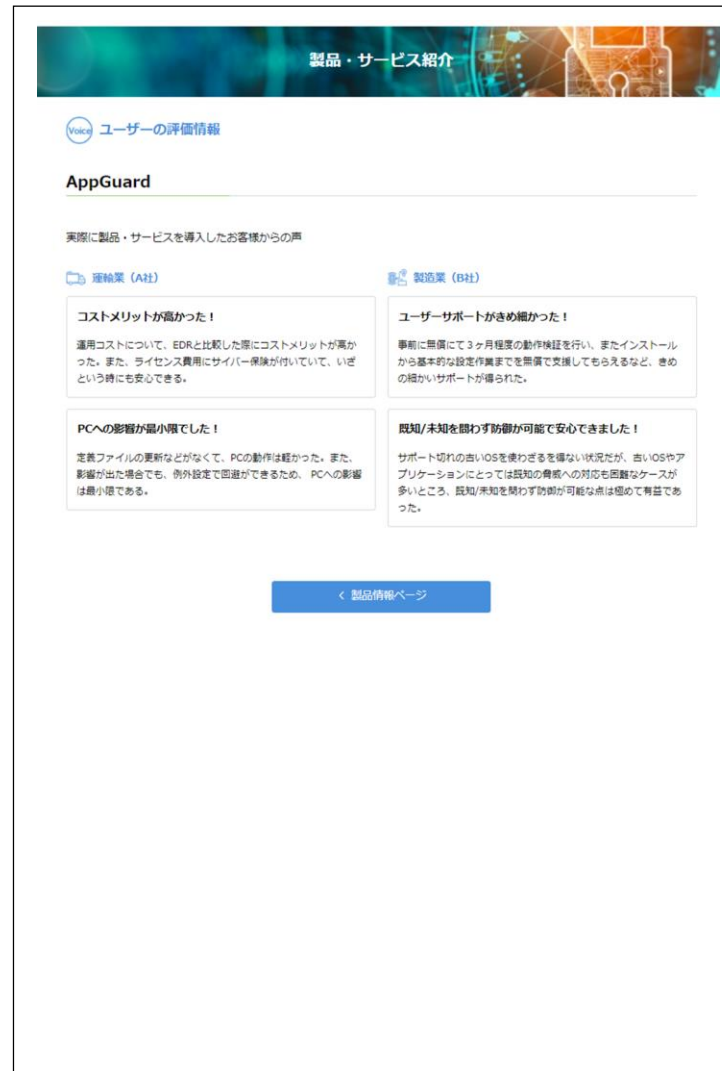 製品・サービス紹介
Voice ユーザーの評価情報
AppGuard
実際に製品・サービスを導入したお客様からの声
運輸業（A社）
コストメリットが高かった！
運用コストについて、EDRと比較した際にコストメリットが高か
った。また、ライセンス費用にサイバー保険が付いていて、いざ
という時にも安心できる。
PCへの影響が最小限でした！
定義ファイルの更新などがなくて、PCの動作は軽かった。また、
影響が出た場合でも、例外設定で回避ができるため、 PCへの影響
は最小限である。
製造業（B社）
ユーザーサポートがきめ細かった！
事前に無償にて３ヶ月程度の動作検証を行い、またインストール
から基本的な設定作業までを無償で支援してもらえるなど、きめ
の細かいサポートが得られた。
既知/未知を問わず防御が可能で安心できました！
サポート切れの古いOSを使わざるを得ない状況だが、古いOSやア
プリケーションにとっては既知の脅威への対応も困難なケースが
多いところ、既知/未知を問わず防御が可能な点は極めて有益であ
った。
< 製品情報ページ